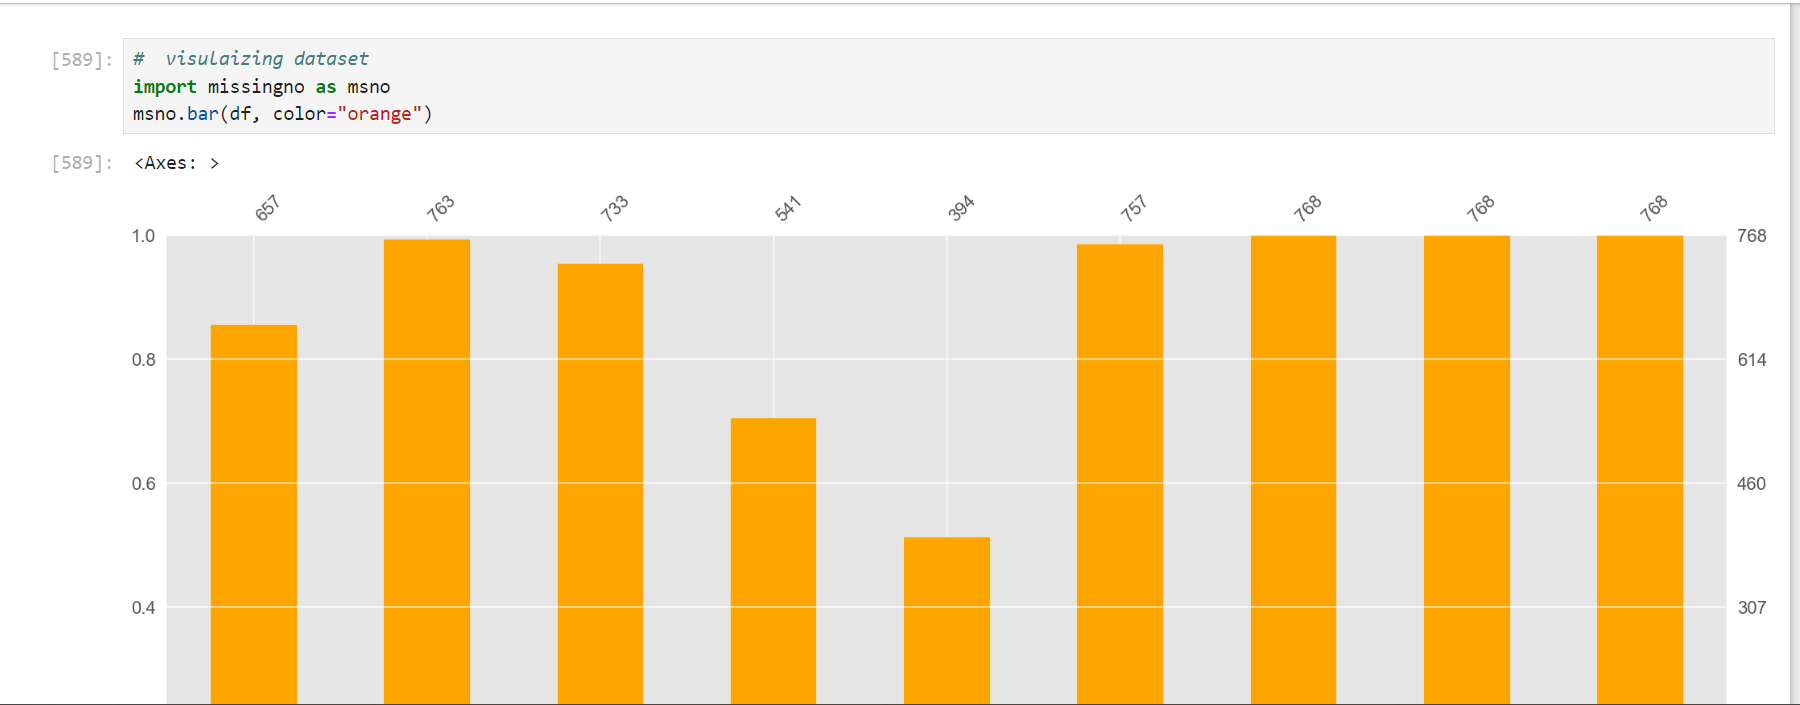 [589]: #  visulaizing dataset
import missingno as msno
msno.bar(df, color="orange")
[589]: <Axes: >
657 763 733 541 394 757 768 768 768
1.0 768
0.8 614
0.6 460
0.4 307